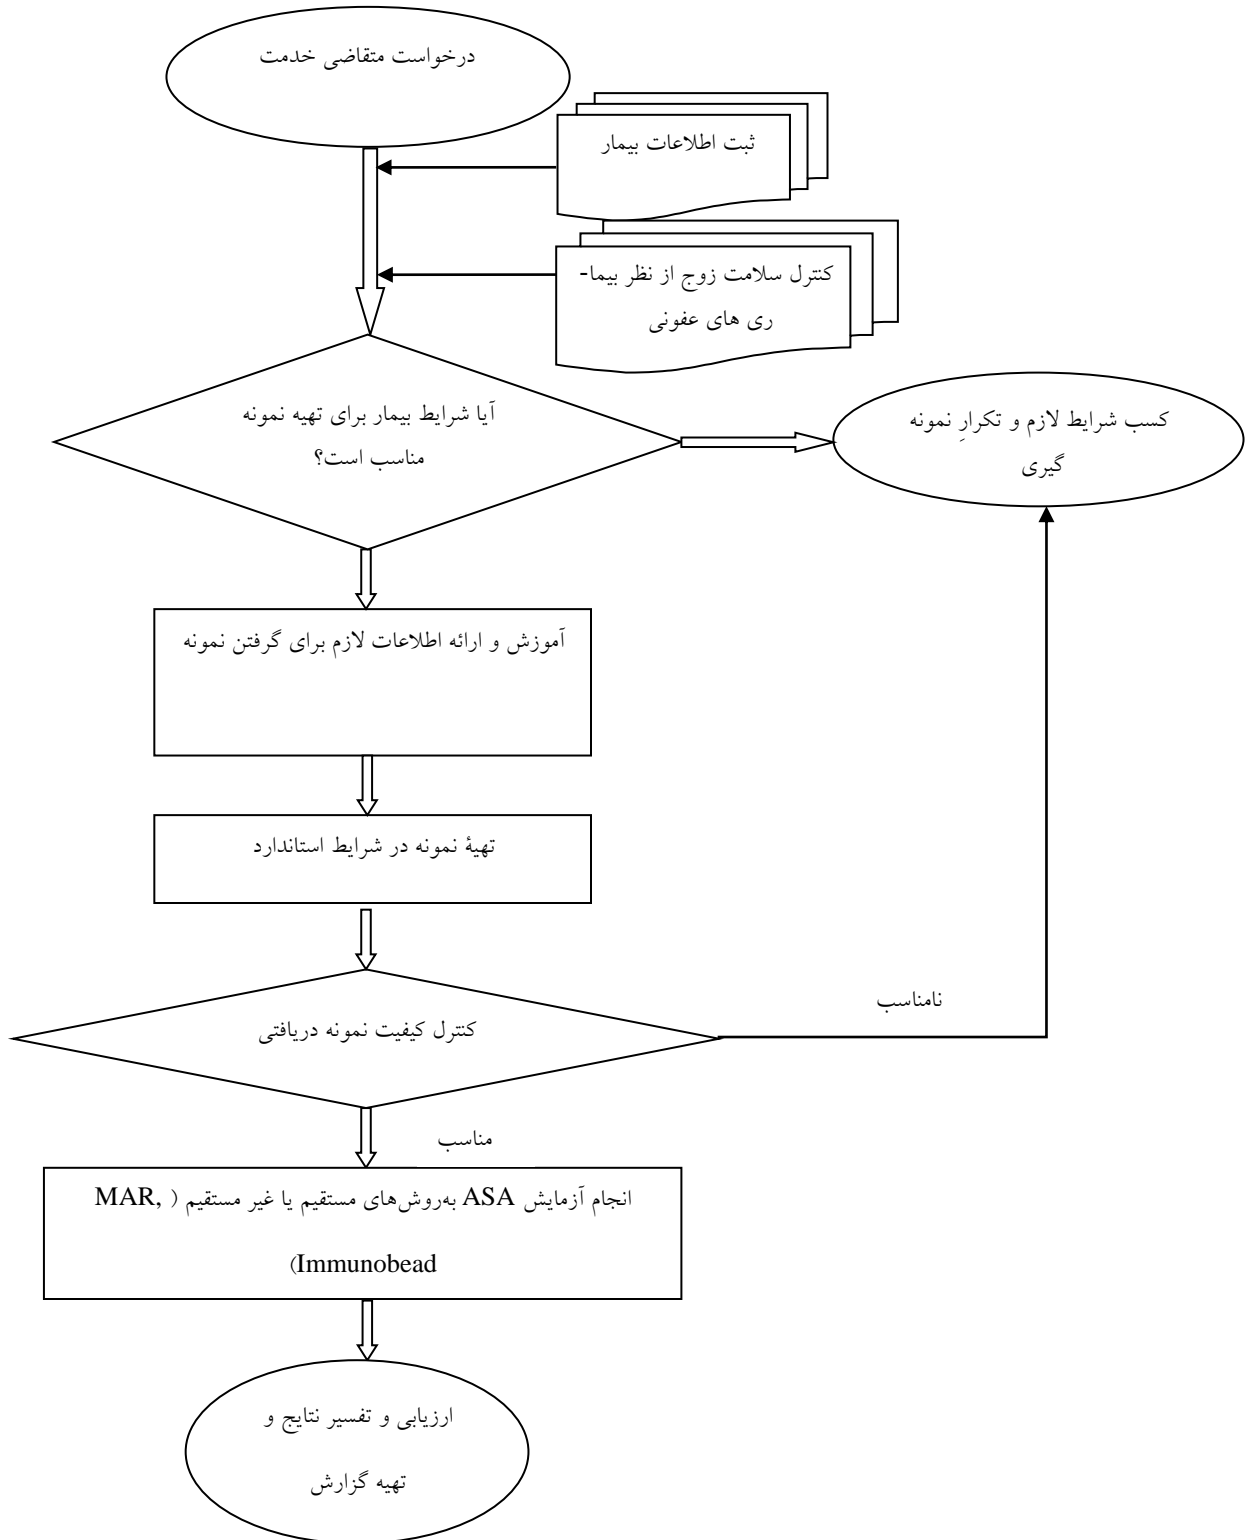 درخواست متقاضی خدمت
ثبت اطلاعات بیمار
کنترل سلامت زوج از نظر بیما-
ری های عفونی
آیا شرایط بیمار برای تهیه نمونه
مناسب است؟
کسب شرایط لازم و تکرارِ نمونه
گیری
آموزش و ارائه اطلاعات لازم برای گرفتن نمونه
تهیهٔ نمونه در شرایط استاندارد
کنترل کیفیت نمونه دریافتی
نامناسب
مناسب
انجام آزمایش ASA به‌روش‌های مستقیم یا غیر مستقیم ( MAR,
Immunobead)
ارزیابی و تفسیر نتایج و
تهیه گزارش